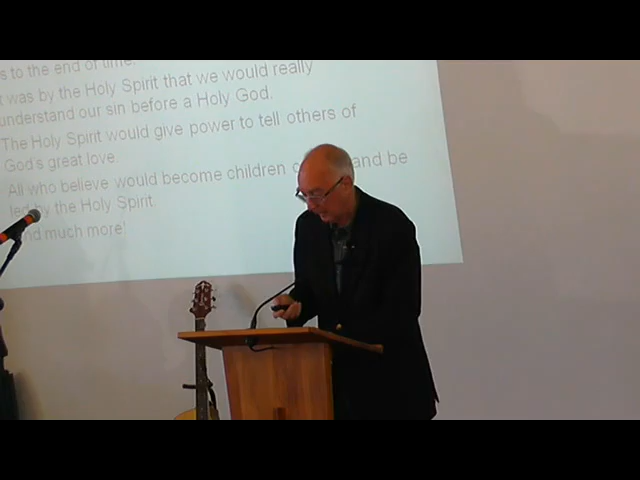 s to the end of time.
t was by the Holy Spirit that we would really
understand our sin before a Holy God.
The Holy Spirit would give power to tell others of
God's great love.
All who believe would become children and be
led by the Holy Spirit.
nd much more!